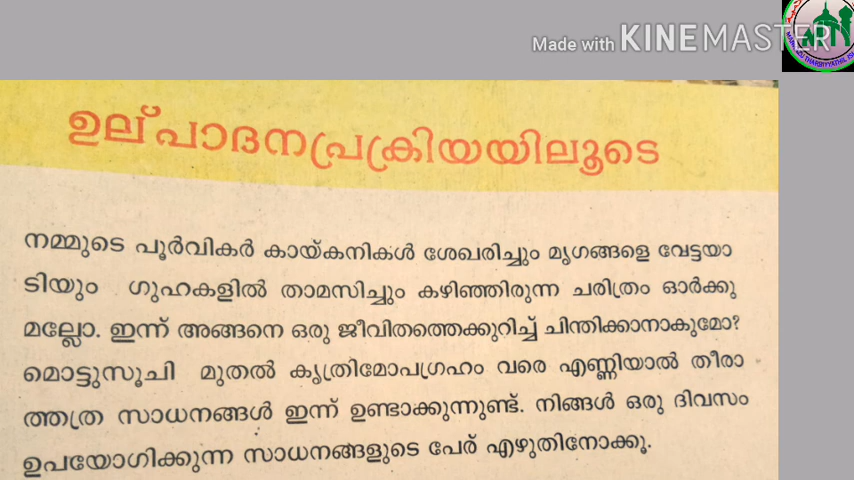 Made with KINEMASTER
ഉല്പാദനപ്രക്രിയയിലൂടെ
നമ്മുടെ പൂർവികർ കായ്കനികൾ ശേഖരിച്ചും മൃഗങ്ങളെ വേട്ടയാ
ടിയും ഗുഹകളിൽ താമസിച്ചും കഴിഞ്ഞിരുന്ന ചരിത്രം ഓർക്കു
മല്ലോ. ഇന്ന് അങ്ങനെ ഒരു ജീവിതത്തെക്കുറിച്ച് ചിന്തിക്കാനാകുമോ?
മൊട്ടുസൂചി മുതൽ കൃത്രിമോപഗ്രഹം വരെ എണ്ണിയാൽ തീരാ
ത്തത്ര സാധനങ്ങൾ ഇന്ന് ഉണ്ടാക്കുന്നുണ്ട്. നിങ്ങൾ ഒരു ദിവസം
ഉപയോഗിക്കുന്ന സാധനങ്ങളുടെ പേര് എഴുതിനോക്കൂ.